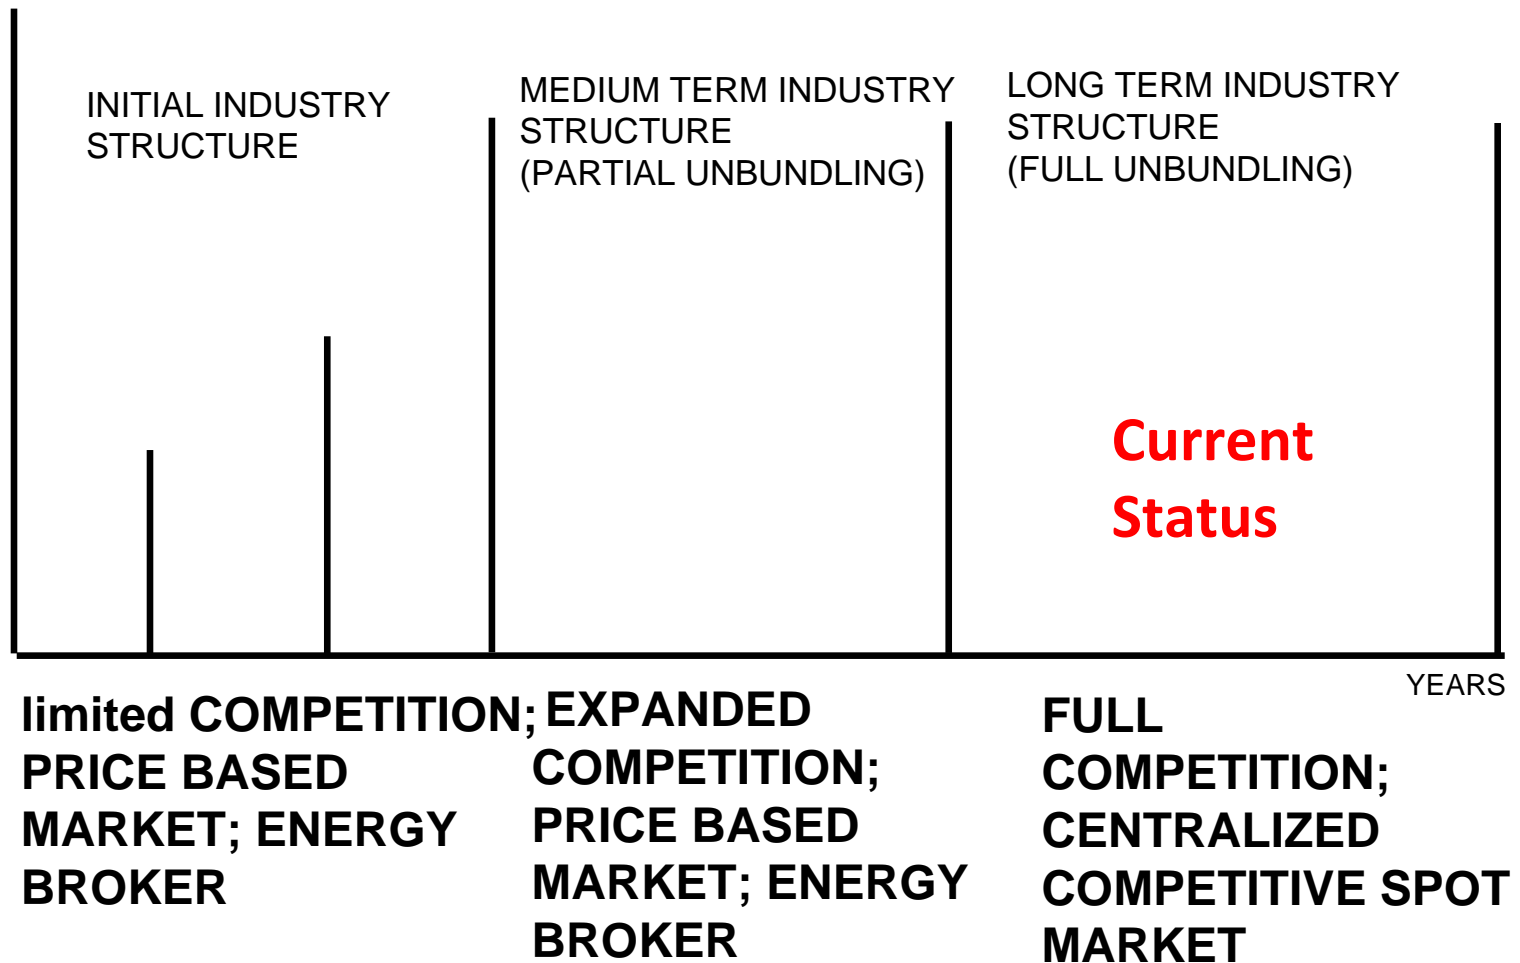 INITIAL INDUSTRY
STRUCTURE
MEDIUM TERM INDUSTRY
STRUCTURE
(PARTIAL UNBUNDLING)
LONG TERM INDUSTRY
STRUCTURE
(FULL UNBUNDLING)
Current
Status
YEARS
limited COMPETITION;
PRICE BASED
MARKET; ENERGY
BROKER
EXPANDED
COMPETITION;
PRICE BASED
MARKET; ENERGY
BROKER
FULL
COMPETITION;
CENTRALIZED
COMPETITIVE SPOT
MARKET